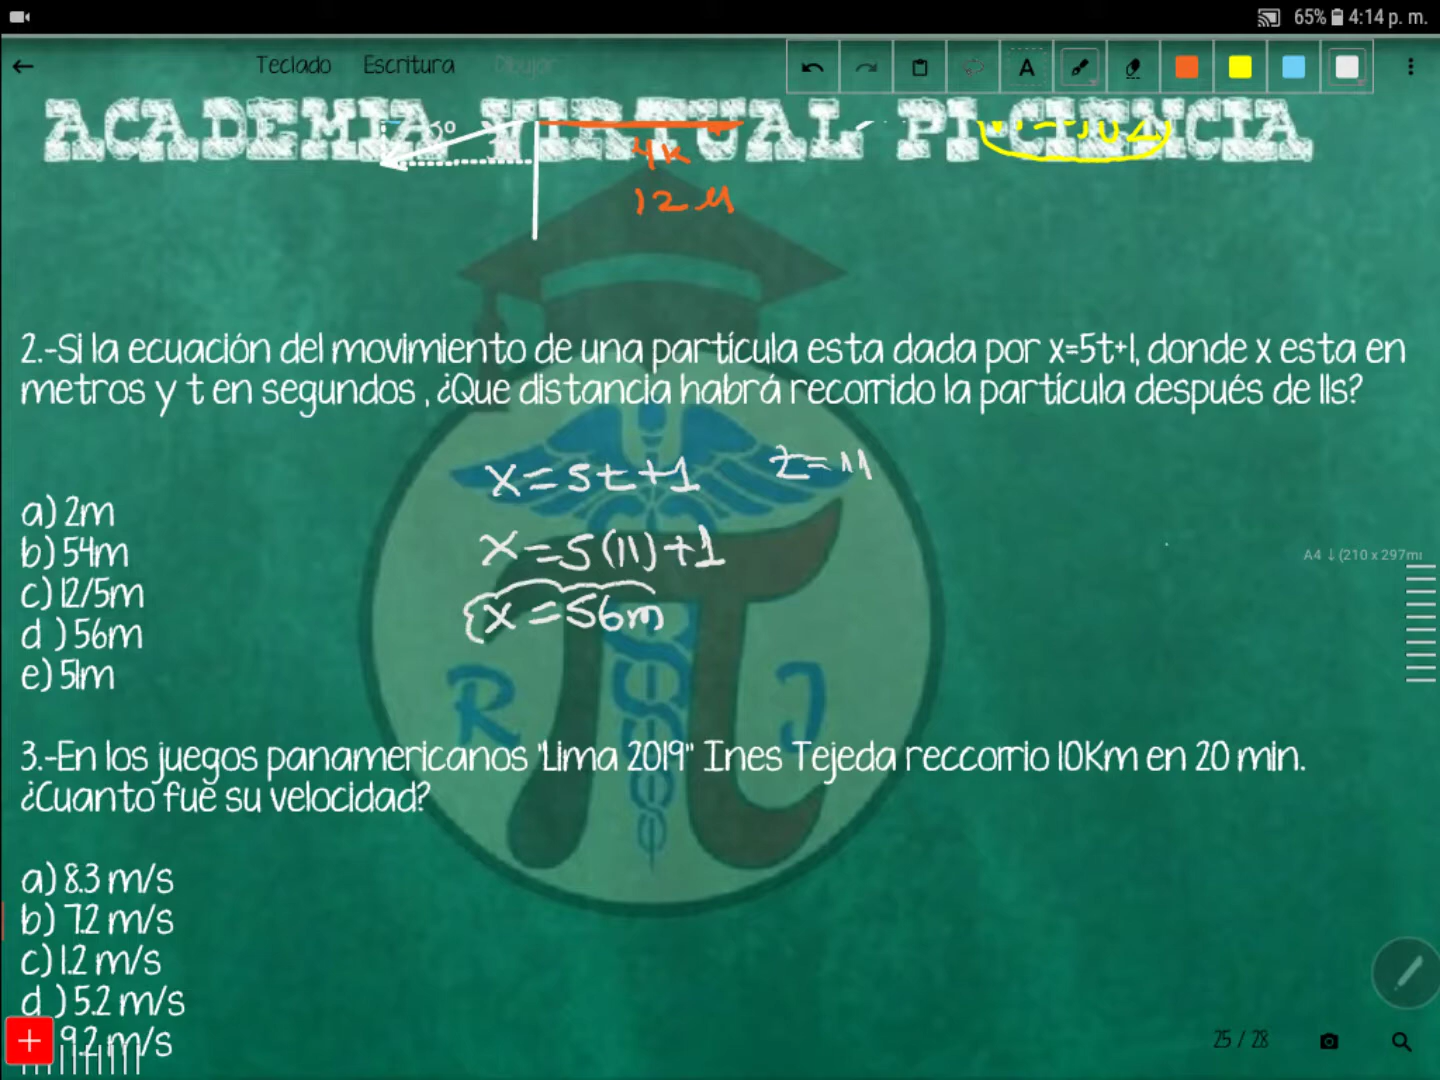 65% 4:14 p. m.
Teclado Escritura Dibujar
A
ACADEMIA VIRTUAL PI-CIENCIA
4k
12 u
2.-Si la ecuación del movimiento de una partícula esta dada por x=5t+1, donde x esta en
metros y t en segundos , ¿Que distancia habrá recorrido la partícula después de 11s?
x=5t+1 t=11
a) 2m
b) 54m
x=5(11)+1
A4 ↓ (210 x 297mı
c) 12/5m
x=56m
d ) 56m
e) 51m
R J
3.-En los juegos panamericanos "Lima 2019" Ines Tejeda reccorrio 10Km en 20 min.
¿Cuanto fue su velocidad?
a) 8.3 m/s
b) 7.2 m/s
c) 1.2 m/s
d ) 5.2 m/s
9.2 m/s
25 / 28